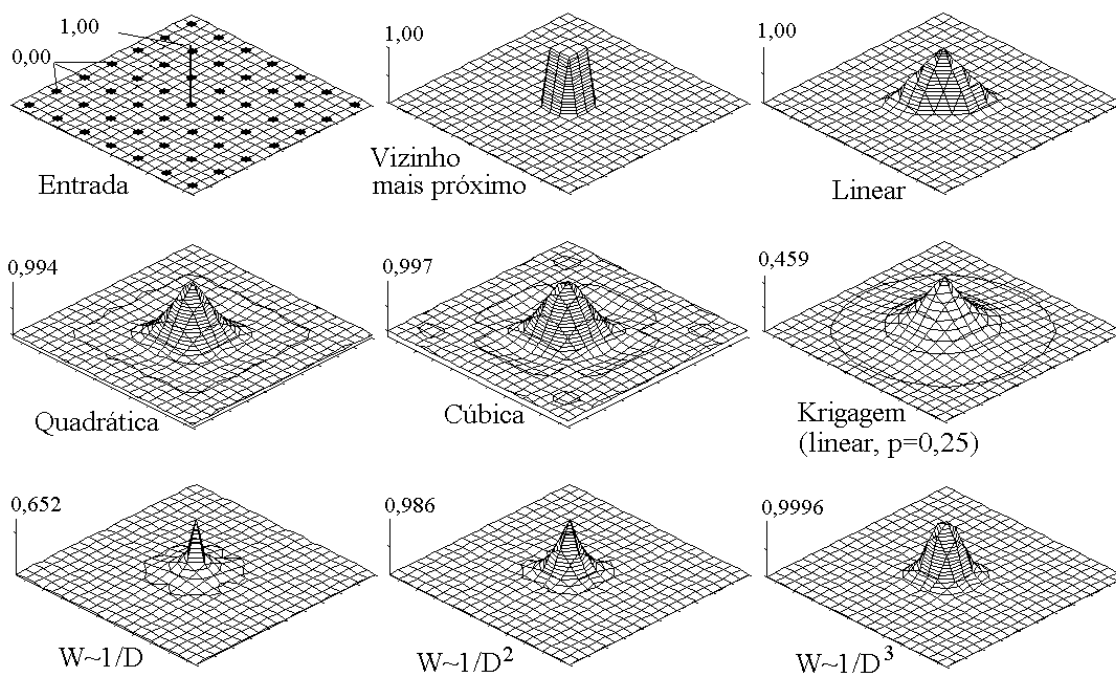 1,00
0,00
Entrada
1,00
Vizinho
mais próximo
1,00
Linear
0,994
Quadrática
0,997
Cúbica
0,459
Krigagem
(linear, p=0,25)
0,652
W~1/D
0,986
W~1/D²
0,9996
W~1/D³